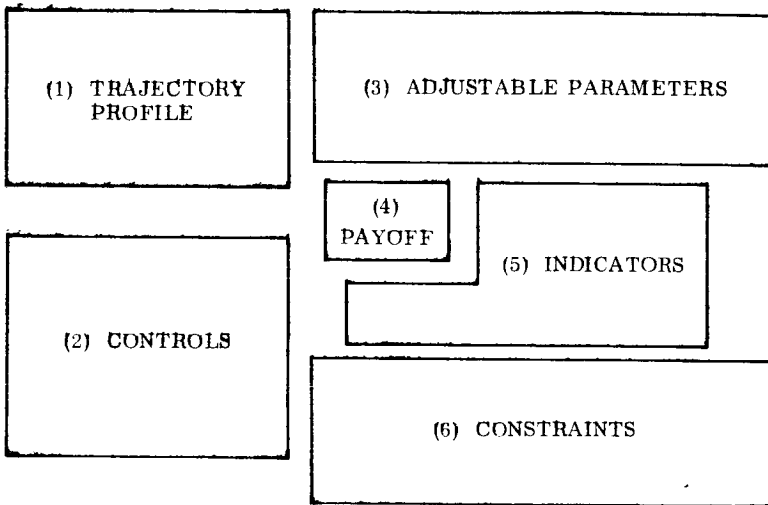 (1) TRAJECTORY
PROFILE
(2) CONTROLS
(3) ADJUSTABLE PARAMETERS
(4)
PAYOFF
(5) INDICATORS
(6) CONSTRAINTS